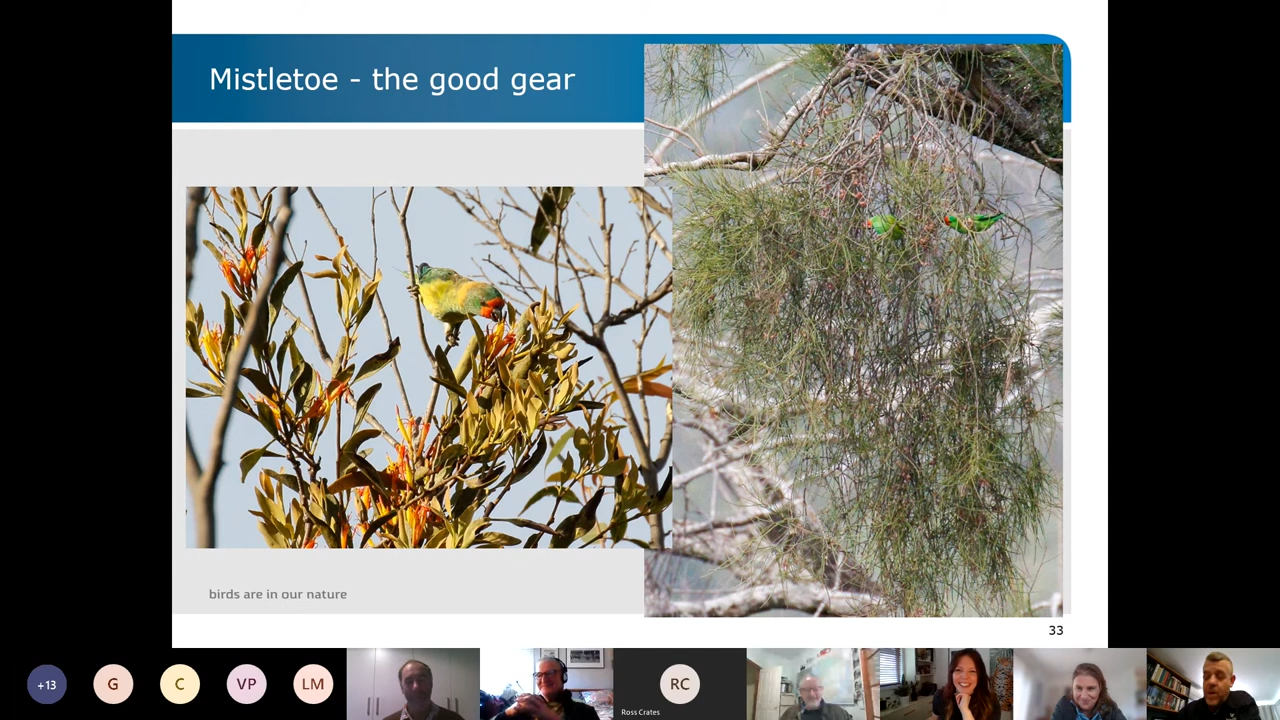 Mistletoe - the good gear
birds are in our nature
33
+13
G
C
VP
LM
RC
Ross Crates